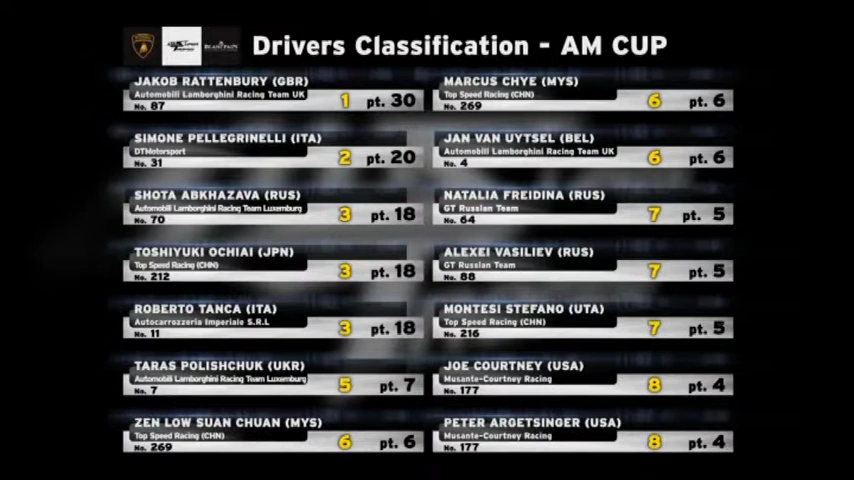 Drivers Classification - AM CUP
JAKOB RATTENBURY (GBR)
Automobili Lamborghini Racing Team UK
No. 87
1
pt. 30
SIMONE PELLEGRINELLI (ITA)
DTMotorsport
No. 31
2
pt. 20
SHOTA ABKHAZAVA (RUS)
Automobili Lamborghini Racing Team Luxemburg
No. 70
3
pt. 18
TOSHIYUKI OCHIAI (JPN)
Top Speed Racing (CHN)
No. 212
3
pt. 18
ROBERTO TANCA (ITA)
Autocarrozzeria Imperiale S.R.L
No. 11
3
pt. 18
TARAS POLISHCHUK (UKR)
Automobili Lamborghini Racing Team Luxemburg
No. 7
5
pt. 7
ZEN LOW SUAN CHUAN (MYS)
Top Speed Racing (CHN)
No. 269
6
pt. 6
MARCUS CHYE (MYS)
Top Speed Racing (CHN)
No. 269
6
pt. 6
JAN VAN UYTSEL (BEL)
Automobili Lamborghini Racing Team UK
No. 4
6
pt. 6
NATALIA FREIDINA (RUS)
GT Russian Team
No. 64
7
pt. 5
ALEXEI VASILIEV (RUS)
GT Russian Team
No. 88
7
pt. 5
MONTESI STEFANO (UTA)
Top Speed Racing (CHN)
No. 216
7
pt. 5
JOE COURTNEY (USA)
Musante-Courtney Racing
No. 177
8
pt. 4
PETER ARGETSINGER (USA)
Musante-Courtney Racing
No. 177
8
pt. 4